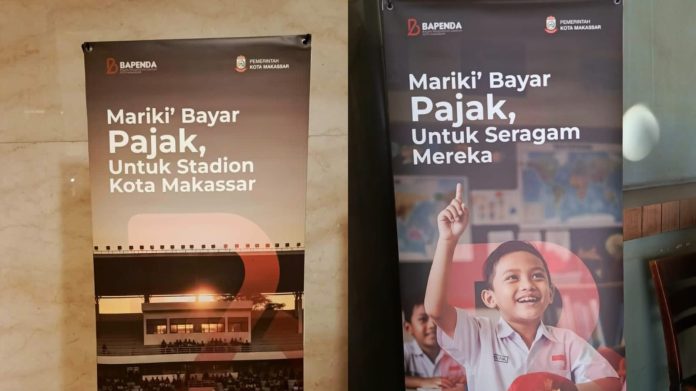 BAPENDA
PEMERINTAH
KOTA MAKASSAR
Mariki' Bayar
Pajak,
Untuk Stadion
Kota Makassar
BAPENDA
PEMERINTAH
KOTA MAKASSAR
Mariki' Bayar
Pajak,
Untuk Seragam
Mereka